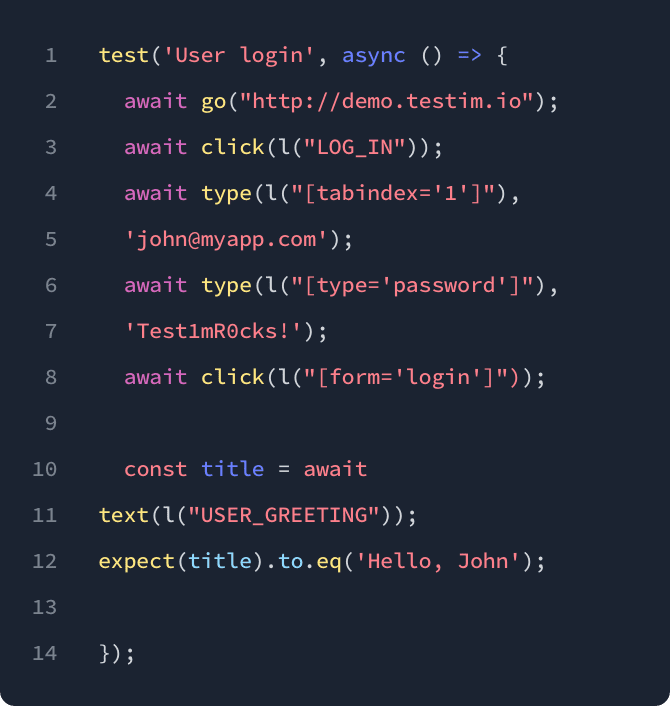 1 test('User login', async () => {
2 await go("http://demo.testim.io");
3 await click(l("LOG_IN"));
4 await type(l("[tabindex='1']"),
5 'john@myapp.com');
6 await type(l("[type='password']"),
7 'Test1mR0cks!');
8 await click(l("[form='login']"));
9
10 const title = await
11 text(l("USER_GREETING"));
12 expect(title).to.eq('Hello, John');
13
14 });